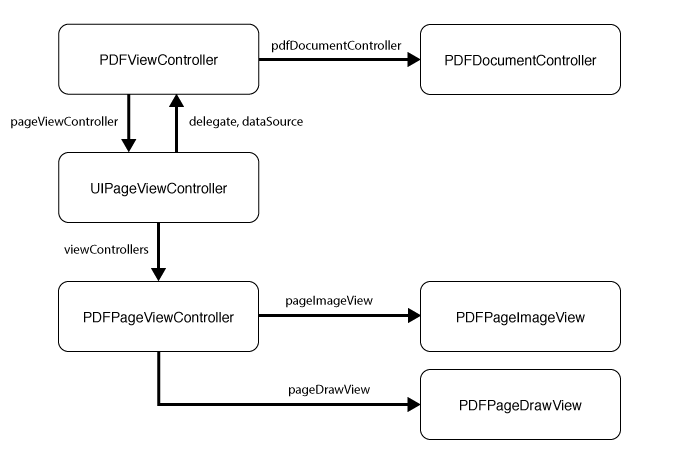 pdfDocumentController
PDFViewController
PDFDocumentController
pageViewController
delegate, dataSource
UIPageViewController
viewControllers
pageImageView
PDFPageViewController
PDFPageImageView
pageDrawView
PDFPageDrawView